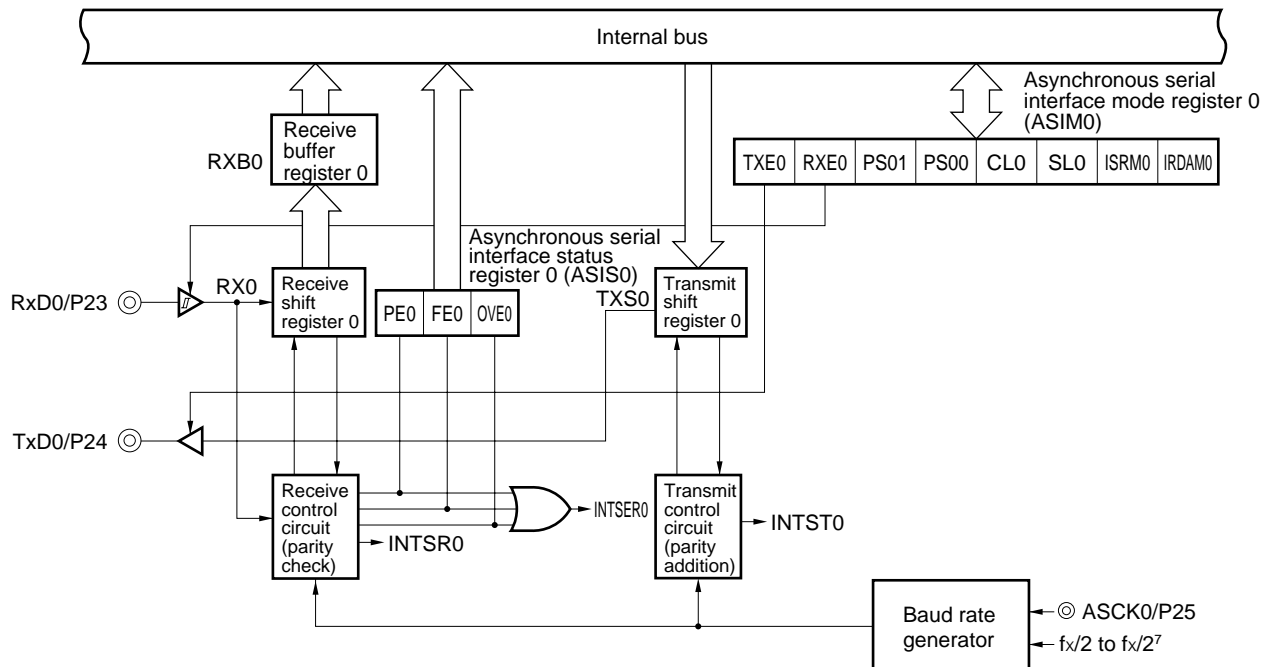 Internal bus
Asynchronous serial
interface mode register 0
(ASIM0)
RXB0
Receive
buffer
register 0
TXE0 RXE0 PS01 PS00 CL0 SL0 ISRM0 IRDAM0
Asynchronous serial
interface status
register 0 (ASIS0)
RxD0/P23
RX0
Receive
shift
register 0
PE0 FE0 OVE0
TXS0
Transmit
shift
register 0
TxD0/P24
Receive
control
circuit
(parity
check)
INTSER0
INTSR0
Transmit
control
circuit
(parity
addition)
INTST0
Baud rate
generator
ASCK0/P25
fx/2 to fx/2⁷